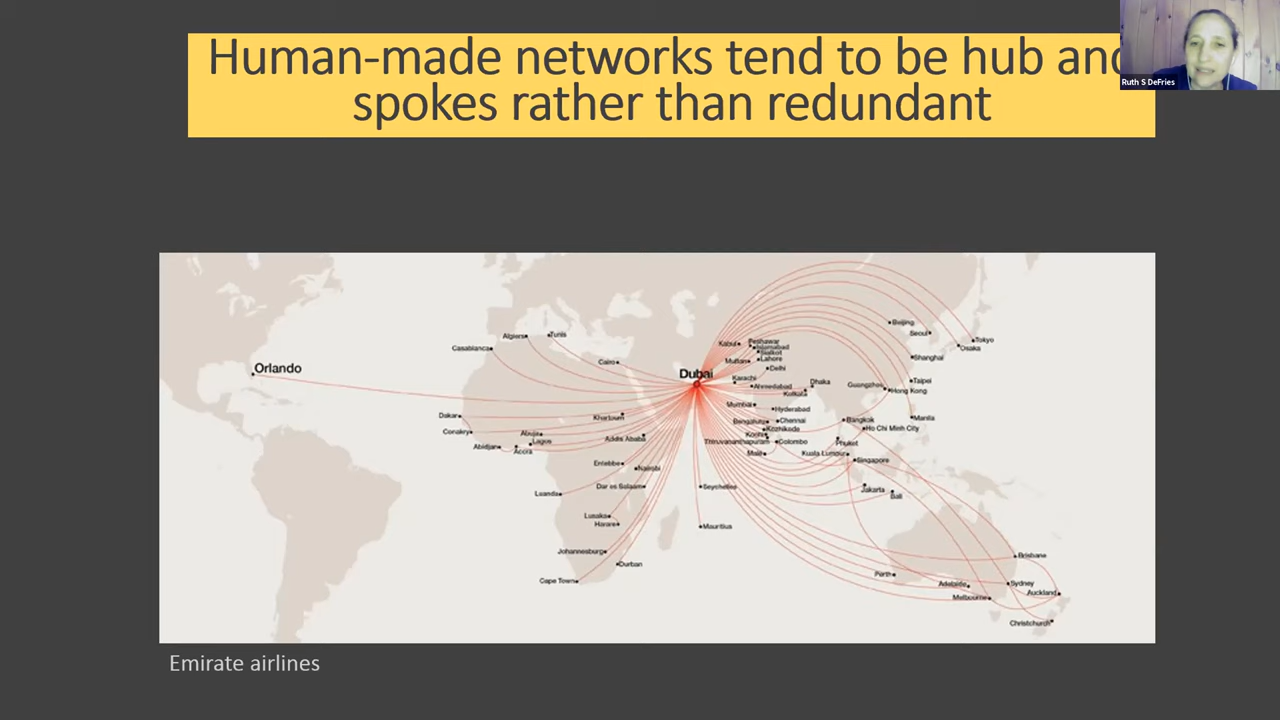 Human-made networks tend to be hub and
spokes rather than redundant
Ruth S DeFries
Orlando
Algiers
Tunis
Casablanca
Cairo
Dubai
Kabul
Peshawar
Islamabad
Sialkot
Lahore
Multan
Delhi
Karachi
Ahmedabad
Dhaka
Kolkata
Mumbai
Hyderabad
Bengaluru
Chennai
Kozhikode
Kochi
Thiruvananthapuram
Colombo
Male
Beijing
Seoul
Tokyo
Osaka
Shanghai
Guangzhou
Taipei
Hong Kong
Manila
Bangkok
Ho Chi Minh City
Phuket
Kuala Lumpur
Singapore
Jakarta
Bali
Dakar
Conakry
Abidjan
Accra
Abuja
Lagos
Khartoum
Addis Ababa
Entebbe
Nairobi
Dar es Salaam
Seychelles
Luanda
Lusaka
Harare
Mauritius
Johannesburg
Durban
Cape Town
Perth
Adelaide
Melbourne
Brisbane
Sydney
Auckland
Christchurch
Emirate airlines